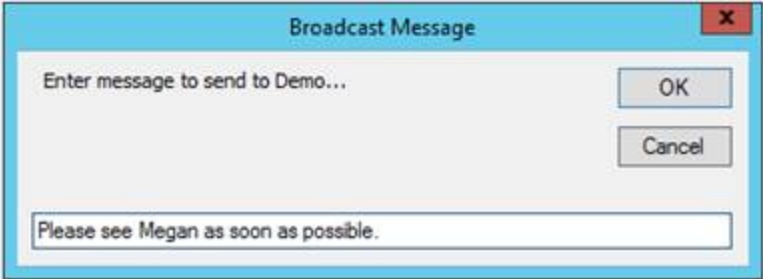 Broadcast Message
x
Enter message to send to Demo...
OK
Cancel
Please see Megan as soon as possible.